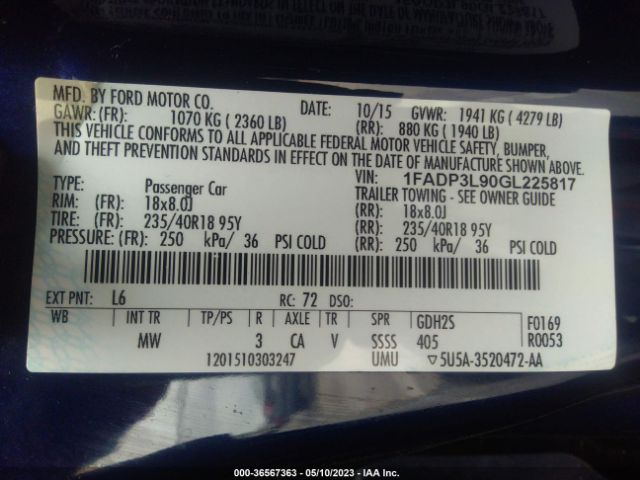 MFD. BY FORD MOTOR CO.
DATE: 10/15 GVWR: 1941 KG ( 4279 LB)
GAWR: (FR): 1070 KG ( 2360 LB) (RR): 880 KG ( 1940 LB)
THIS VEHICLE CONFORMS TO ALL APPLICABLE FEDERAL MOTOR VEHICLE SAFETY, BUMPER,
AND THEFT PREVENTION STANDARDS IN EFFECT ON THE DATE OF MANUFACTURE SHOWN ABOVE.
VIN: 1FADP3L90GL225817
TYPE: Passenger Car TRAILER TOWING - SEE OWNER GUIDE
RIM: (FR): 18x8.0J (RR): 18x8.0J
TIRE: (FR): 235/40R18 95Y (RR): 235/40R18 95Y
PRESSURE: (FR): 250 kPa/ 36 PSI COLD (RR): 250 kPa/ 36 PSI COLD
EXT PNT: L6 RC: 72 DSO:
WB INT TR TP/PS R AXLE TR SPR GDH2S F0169
MW 3 CA V SSSS 405 R0053
1201510303247 UMU ▽5U5A-3520472-AA
000-36567363 - 05/10/2023 - IAA Inc.